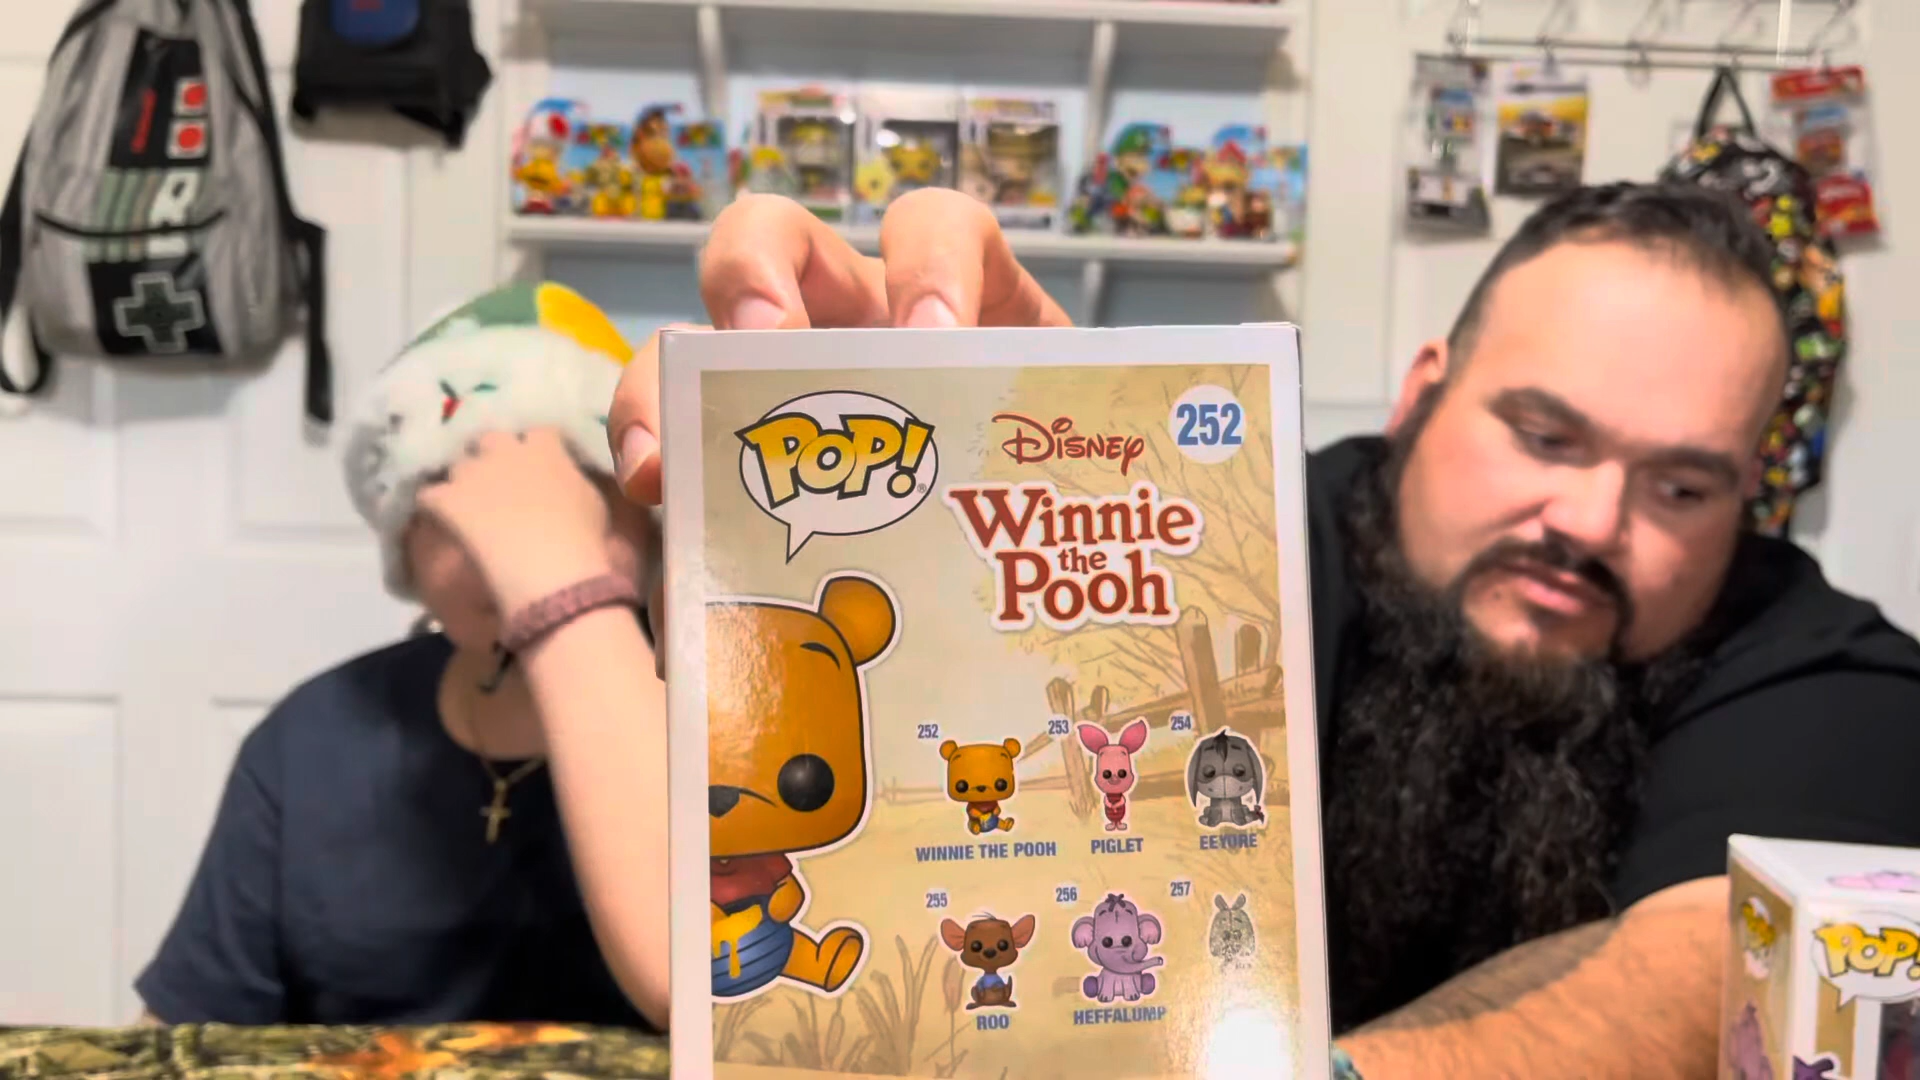 POP!
Disney
252
Winnie
the
Pooh
252
253
254
WINNIE THE POOH
PIGLET
EEYORE
255
256
257
ROO
HEFFALUMP
POP!